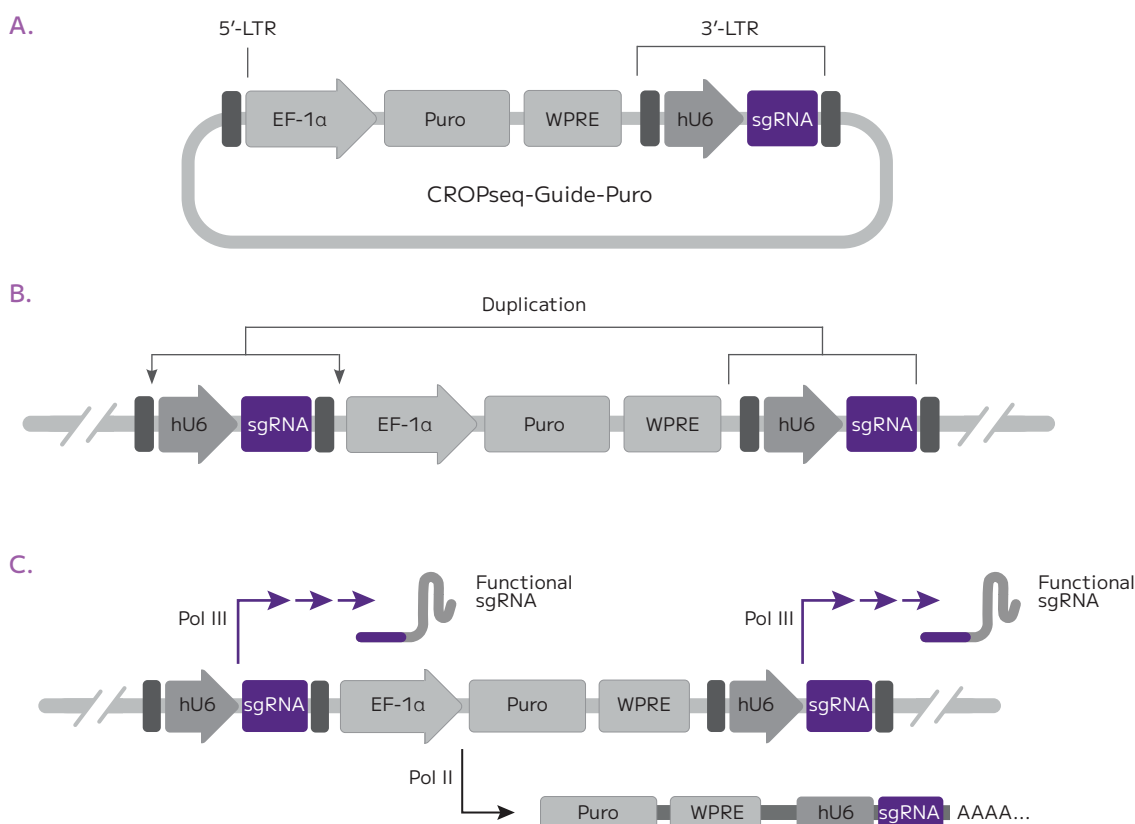 A.
5′-LTR
3′-LTR
EF-1α
Puro
WPRE
hU6
sgRNA
CROPseq-Guide-Puro
B.
Duplication
hU6
sgRNA
EF-1α
Puro
WPRE
hU6
sgRNA
C.
Pol III
Functional
sgRNA
Pol III
Functional
sgRNA
hU6
sgRNA
EF-1α
Puro
WPRE
hU6
sgRNA
Pol II
Puro
WPRE
hU6
sgRNA
AAAA...